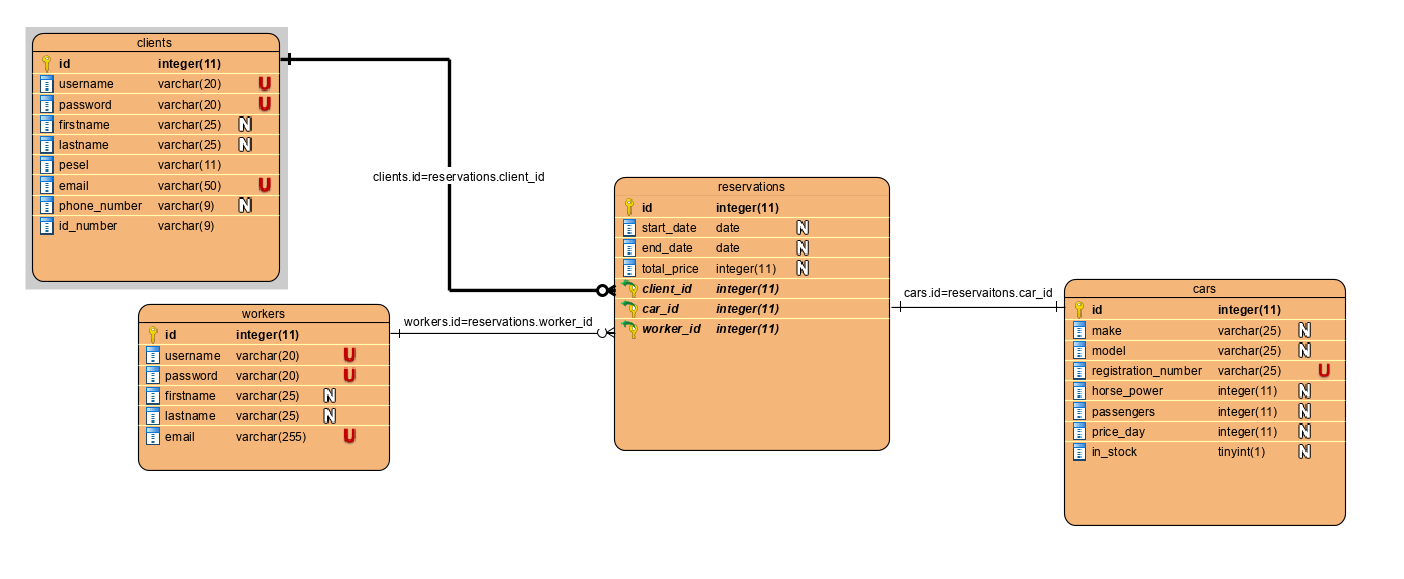 clients
id integer(11)
username varchar(20) U
password varchar(20) U
firstname varchar(25) N
lastname varchar(25) N
pesel varchar(11)
email varchar(50) U
phone_number varchar(9) N
id_number varchar(9)
clients.id=reservations.client_id
workers
id integer(11)
username varchar(20) U
password varchar(20) U
firstname varchar(25) N
lastname varchar(25) N
email varchar(255) U
workers.id=reservations.worker_id
reservations
id integer(11)
start_date date N
end_date date N
total_price integer(11) N
client_id integer(11)
car_id integer(11)
worker_id integer(11)
cars.id=reservaitons.car_id
cars
id integer(11)
make varchar(25) N
model varchar(25) N
registration_number varchar(25) U
horse_power integer(11) N
passengers integer(11) N
price_day integer(11) N
in_stock tinyint(1) N